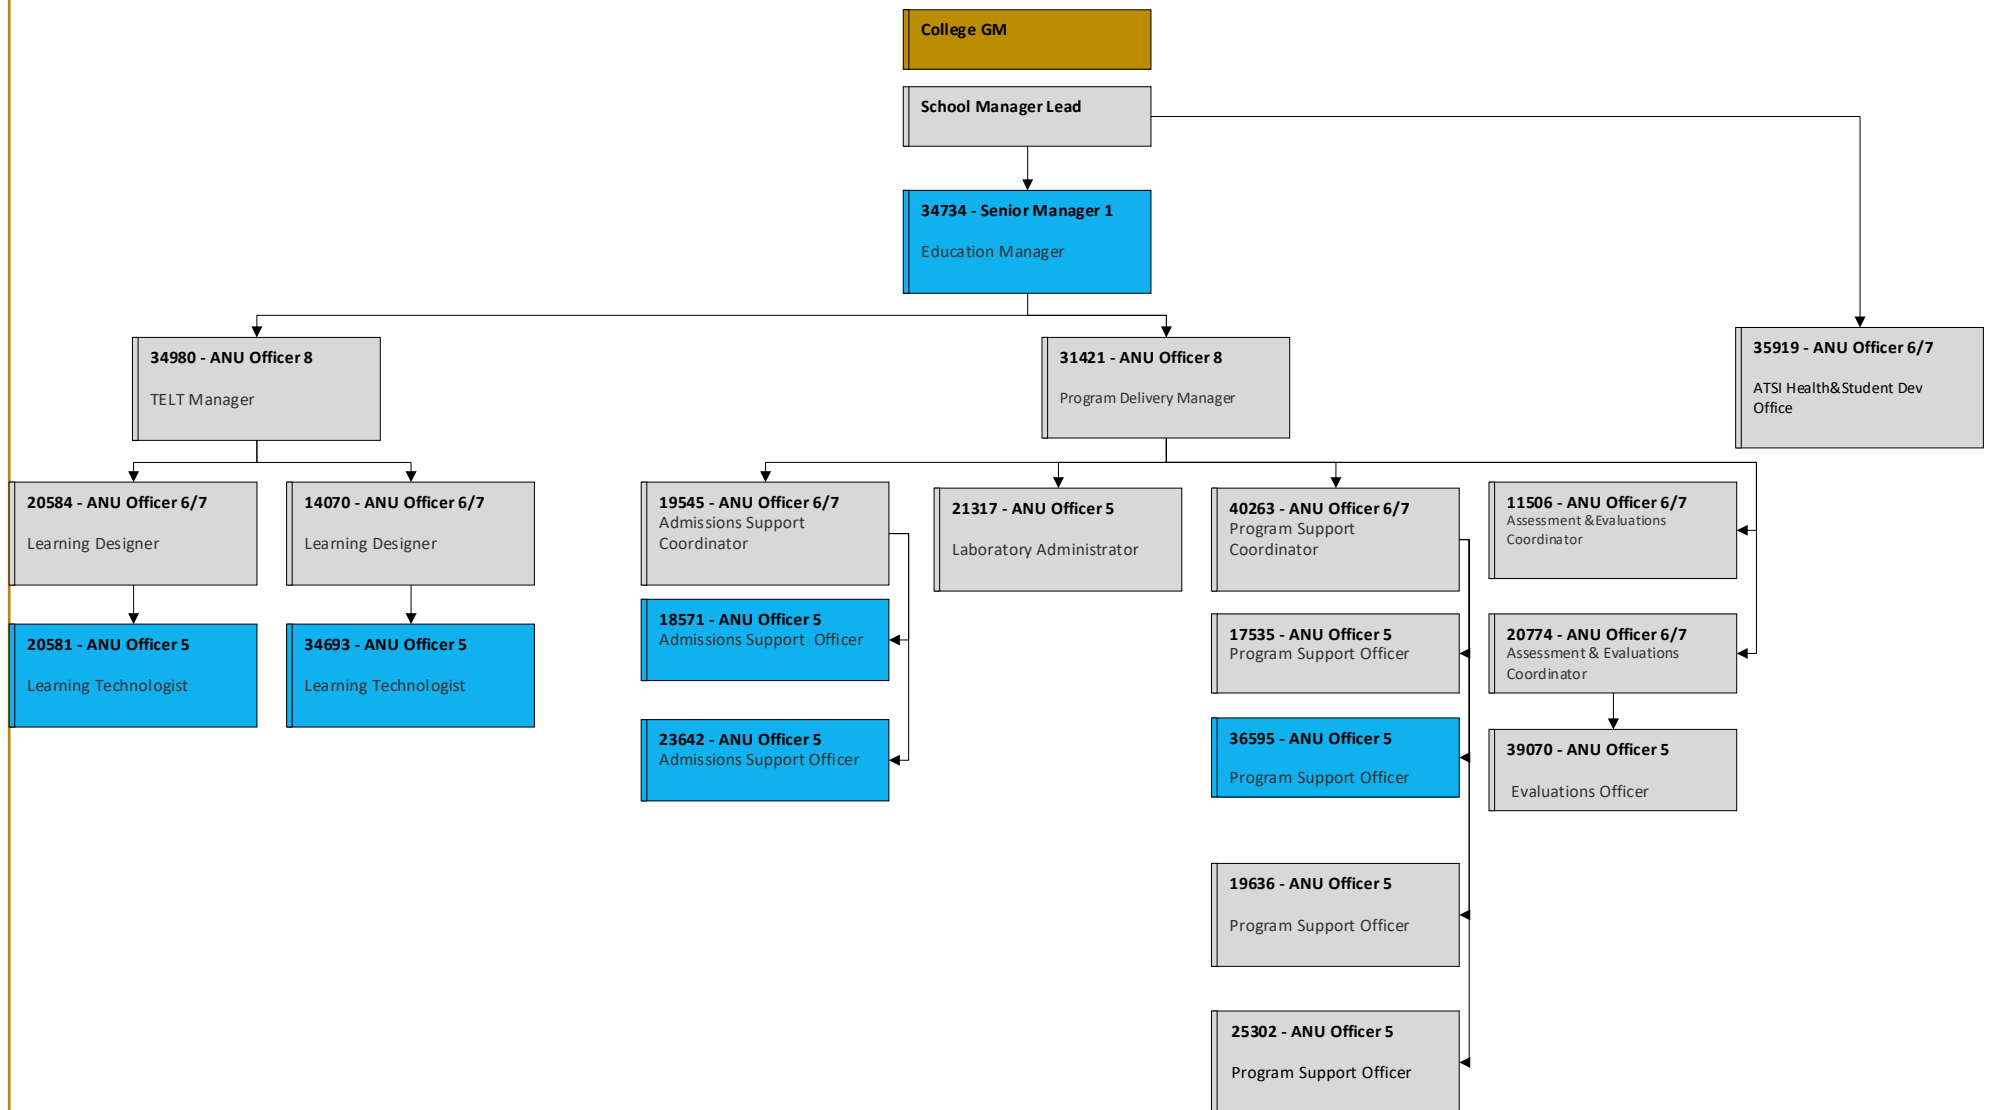 College GM
School Manager Lead
34734 - Senior Manager 1
Education Manager
34980 - ANU Officer 8
TELT Manager
31421 - ANU Officer 8
Program Delivery Manager
35919 - ANU Officer 6/7
ATSI Health&Student Dev
Office
20584 - ANU Officer 6/7
Learning Designer
14070 - ANU Officer 6/7
Learning Designer
19545 - ANU Officer 6/7
Admissions Support
Coordinator
21317 - ANU Officer 5
Laboratory Administrator
40263 - ANU Officer 6/7
Program Support
Coordinator
11506 - ANU Officer 6/7
Assessment &Evaluations
Coordinator
20581 - ANU Officer 5
Learning Technologist
34693 - ANU Officer 5
Learning Technologist
18571 - ANU Officer 5
Admissions Support Officer
17535 - ANU Officer 5
Program Support Officer
20774 - ANU Officer 6/7
Assessment & Evaluations
Coordinator
23642 - ANU Officer 5
Admissions Support Officer
36595 - ANU Officer 5
Program Support Officer
39070 - ANU Officer 5
Evaluations Officer
19636 - ANU Officer 5
Program Support Officer
25302 - ANU Officer 5
Program Support Officer